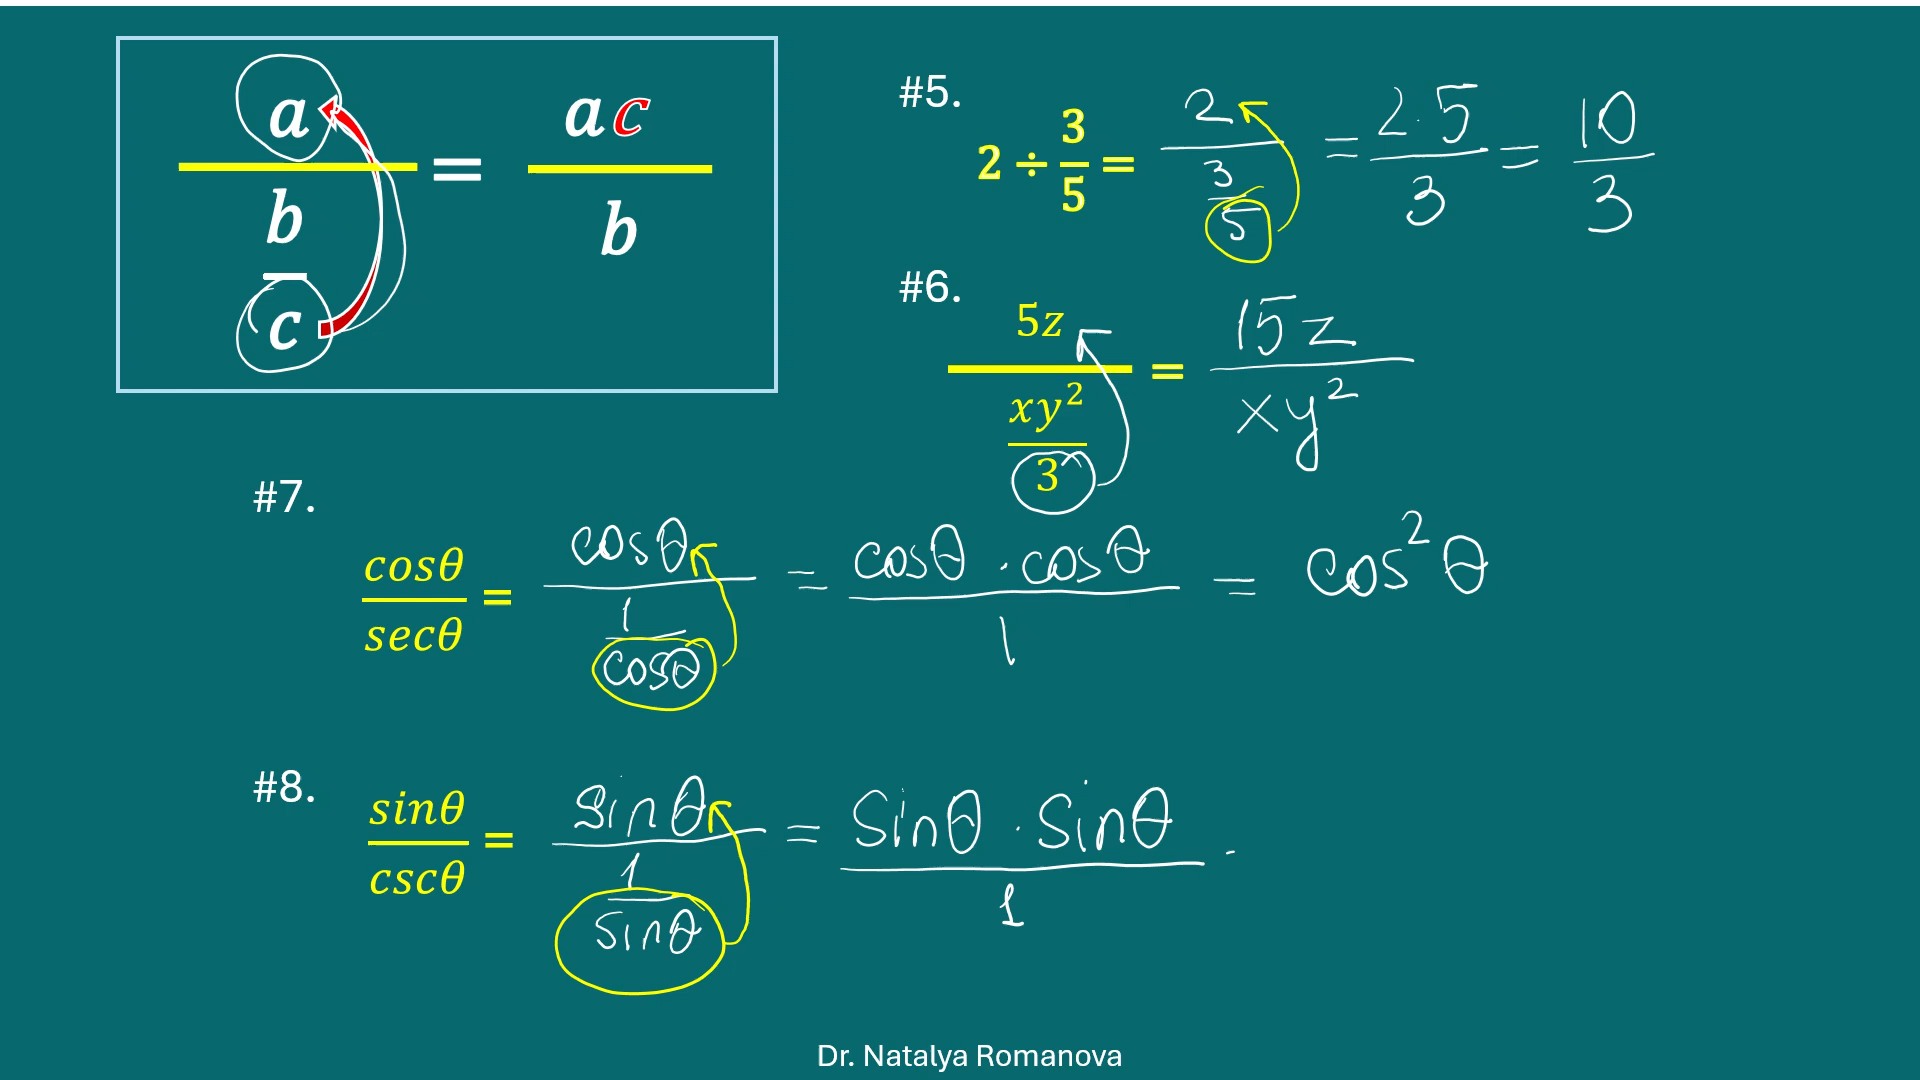 a/(b/c) = ac/b
#5.
2 ÷ 3/5 = 2/(3/5) = 2·5/3 = 10/3
#6.
5z/(xy²/3) = 15z/xy²
#7.
cosθ/secθ = cosθ/(1/cosθ) = cosθ · cosθ/1 = cos²θ
#8.
sinθ/cscθ = sinθ/(1/sinθ) = sinθ · sinθ/1
Dr. Natalya Romanova